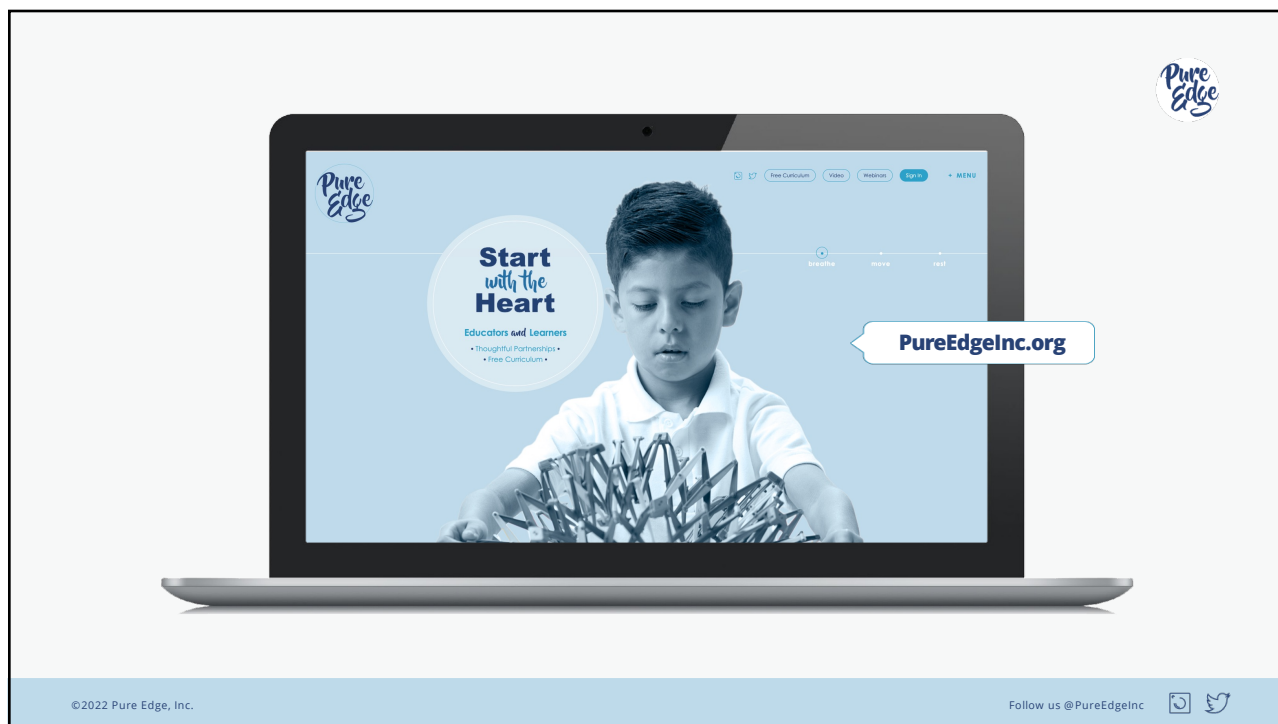 Pure
Edge
Pure
Edge
Free Curriculum
Video
Webinars
Sign In
+ MENU
Start
with the
Heart
Educators and Learners
• Thoughtful Partnerships •
• Free Curriculum •
breathe
move
rest
PureEdgeInc.org
©2022 Pure Edge, Inc.
Follow us @PureEdgeInc